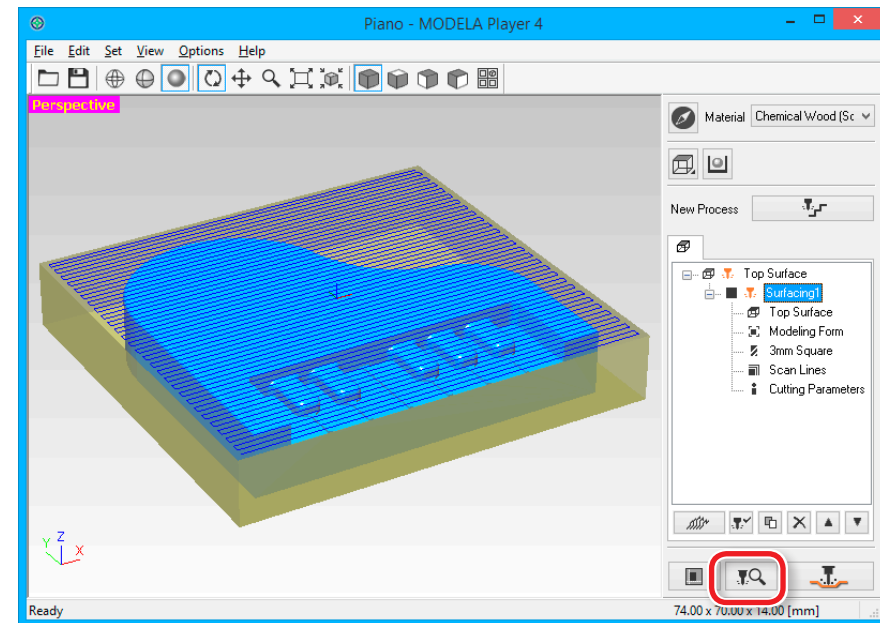 Piano - MODELA Player 4
File Edit Set View Options Help
Perspective
Material Chemical Wood (Sc
New Process
Top Surface
Surfacing1
Top Surface
Modeling Form
3mm Square
Scan Lines
Cutting Parameters
Z
Y X
Ready 74.00 x 70.00 x 14.00 [mm]